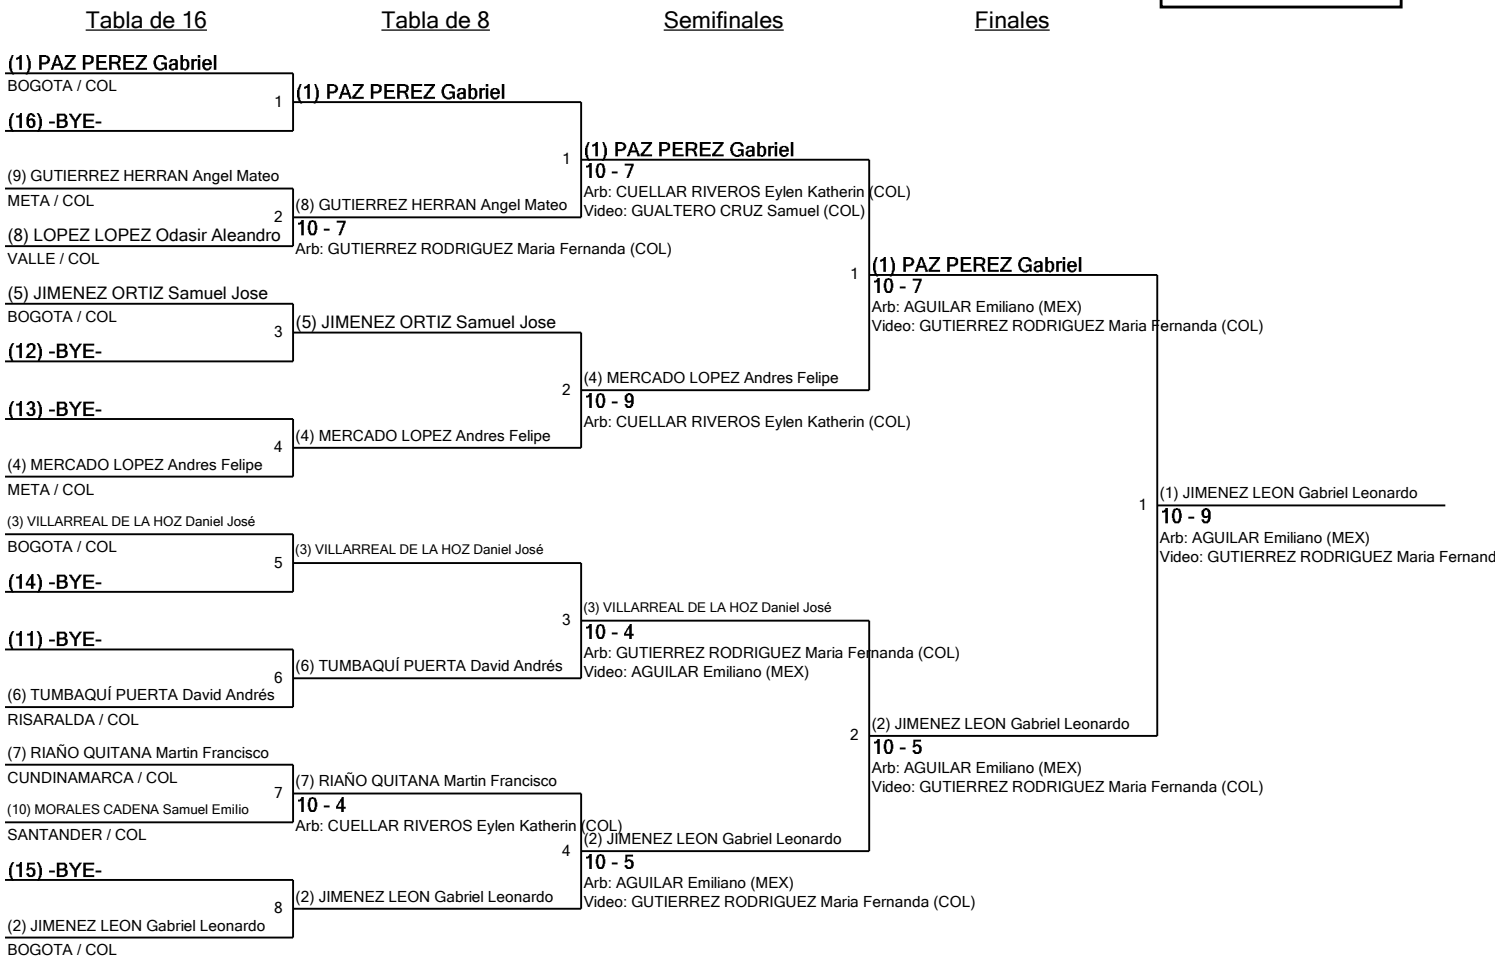 Tabla de 16
Tabla de 8
Semifinales
Finales
(1) PAZ PEREZ Gabriel
BOGOTA / COL
1
(16) -BYE-
(9) GUTIERREZ HERRAN Angel Mateo
META / COL
2
(8) LOPEZ LOPEZ Odasir Aleandro
VALLE / COL
(5) JIMENEZ ORTIZ Samuel Jose
BOGOTA / COL
3
(12) -BYE-
(13) -BYE-
4
(4) MERCADO LOPEZ Andres Felipe
META / COL
(3) VILLARREAL DE LA HOZ Daniel José
BOGOTA / COL
5
(14) -BYE-
(11) -BYE-
6
(6) TUMBAQUÍ PUERTA David Andrés
RISARALDA / COL
(7) RIAÑO QUITANA Martin Francisco
CUNDINAMARCA / COL
7
(10) MORALES CADENA Samuel Emilio
SANTANDER / COL
(15) -BYE-
8
(2) JIMENEZ LEON Gabriel Leonardo
BOGOTA / COL
(1) PAZ PEREZ Gabriel
1
(8) GUTIERREZ HERRAN Angel Mateo
10 - 7
Arb: GUTIERREZ RODRIGUEZ Maria Fernanda (COL)
(5) JIMENEZ ORTIZ Samuel Jose
2
(4) MERCADO LOPEZ Andres Felipe
(3) VILLARREAL DE LA HOZ Daniel José
3
(6) TUMBAQUÍ PUERTA David Andrés
(7) RIAÑO QUITANA Martin Francisco
10 - 4
Arb: CUELLAR RIVEROS Eylen Katherin (COL)
4
(2) JIMENEZ LEON Gabriel Leonardo
(1) PAZ PEREZ Gabriel
10 - 7
Arb: CUELLAR RIVEROS Eylen Katherin (COL)
Video: GUALTERO CRUZ Samuel (COL)
1
(4) MERCADO LOPEZ Andres Felipe
10 - 9
Arb: CUELLAR RIVEROS Eylen Katherin (COL)
(3) VILLARREAL DE LA HOZ Daniel José
10 - 4
Arb: GUTIERREZ RODRIGUEZ Maria Fernanda (COL)
Video: AGUILAR Emiliano (MEX)
2
(2) JIMENEZ LEON Gabriel Leonardo
10 - 5
Arb: AGUILAR Emiliano (MEX)
Video: GUTIERREZ RODRIGUEZ Maria Fernanda (COL)
(1) PAZ PEREZ Gabriel
10 - 7
Arb: AGUILAR Emiliano (MEX)
Video: GUTIERREZ RODRIGUEZ Maria Fernanda (COL)
1
(2) JIMENEZ LEON Gabriel Leonardo
10 - 5
Arb: AGUILAR Emiliano (MEX)
Video: GUTIERREZ RODRIGUEZ Maria Fernanda (COL)
(1) JIMENEZ LEON Gabriel Leonardo
10 - 9
Arb: AGUILAR Emiliano (MEX)
Video: GUTIERREZ RODRIGUEZ Maria Fernand